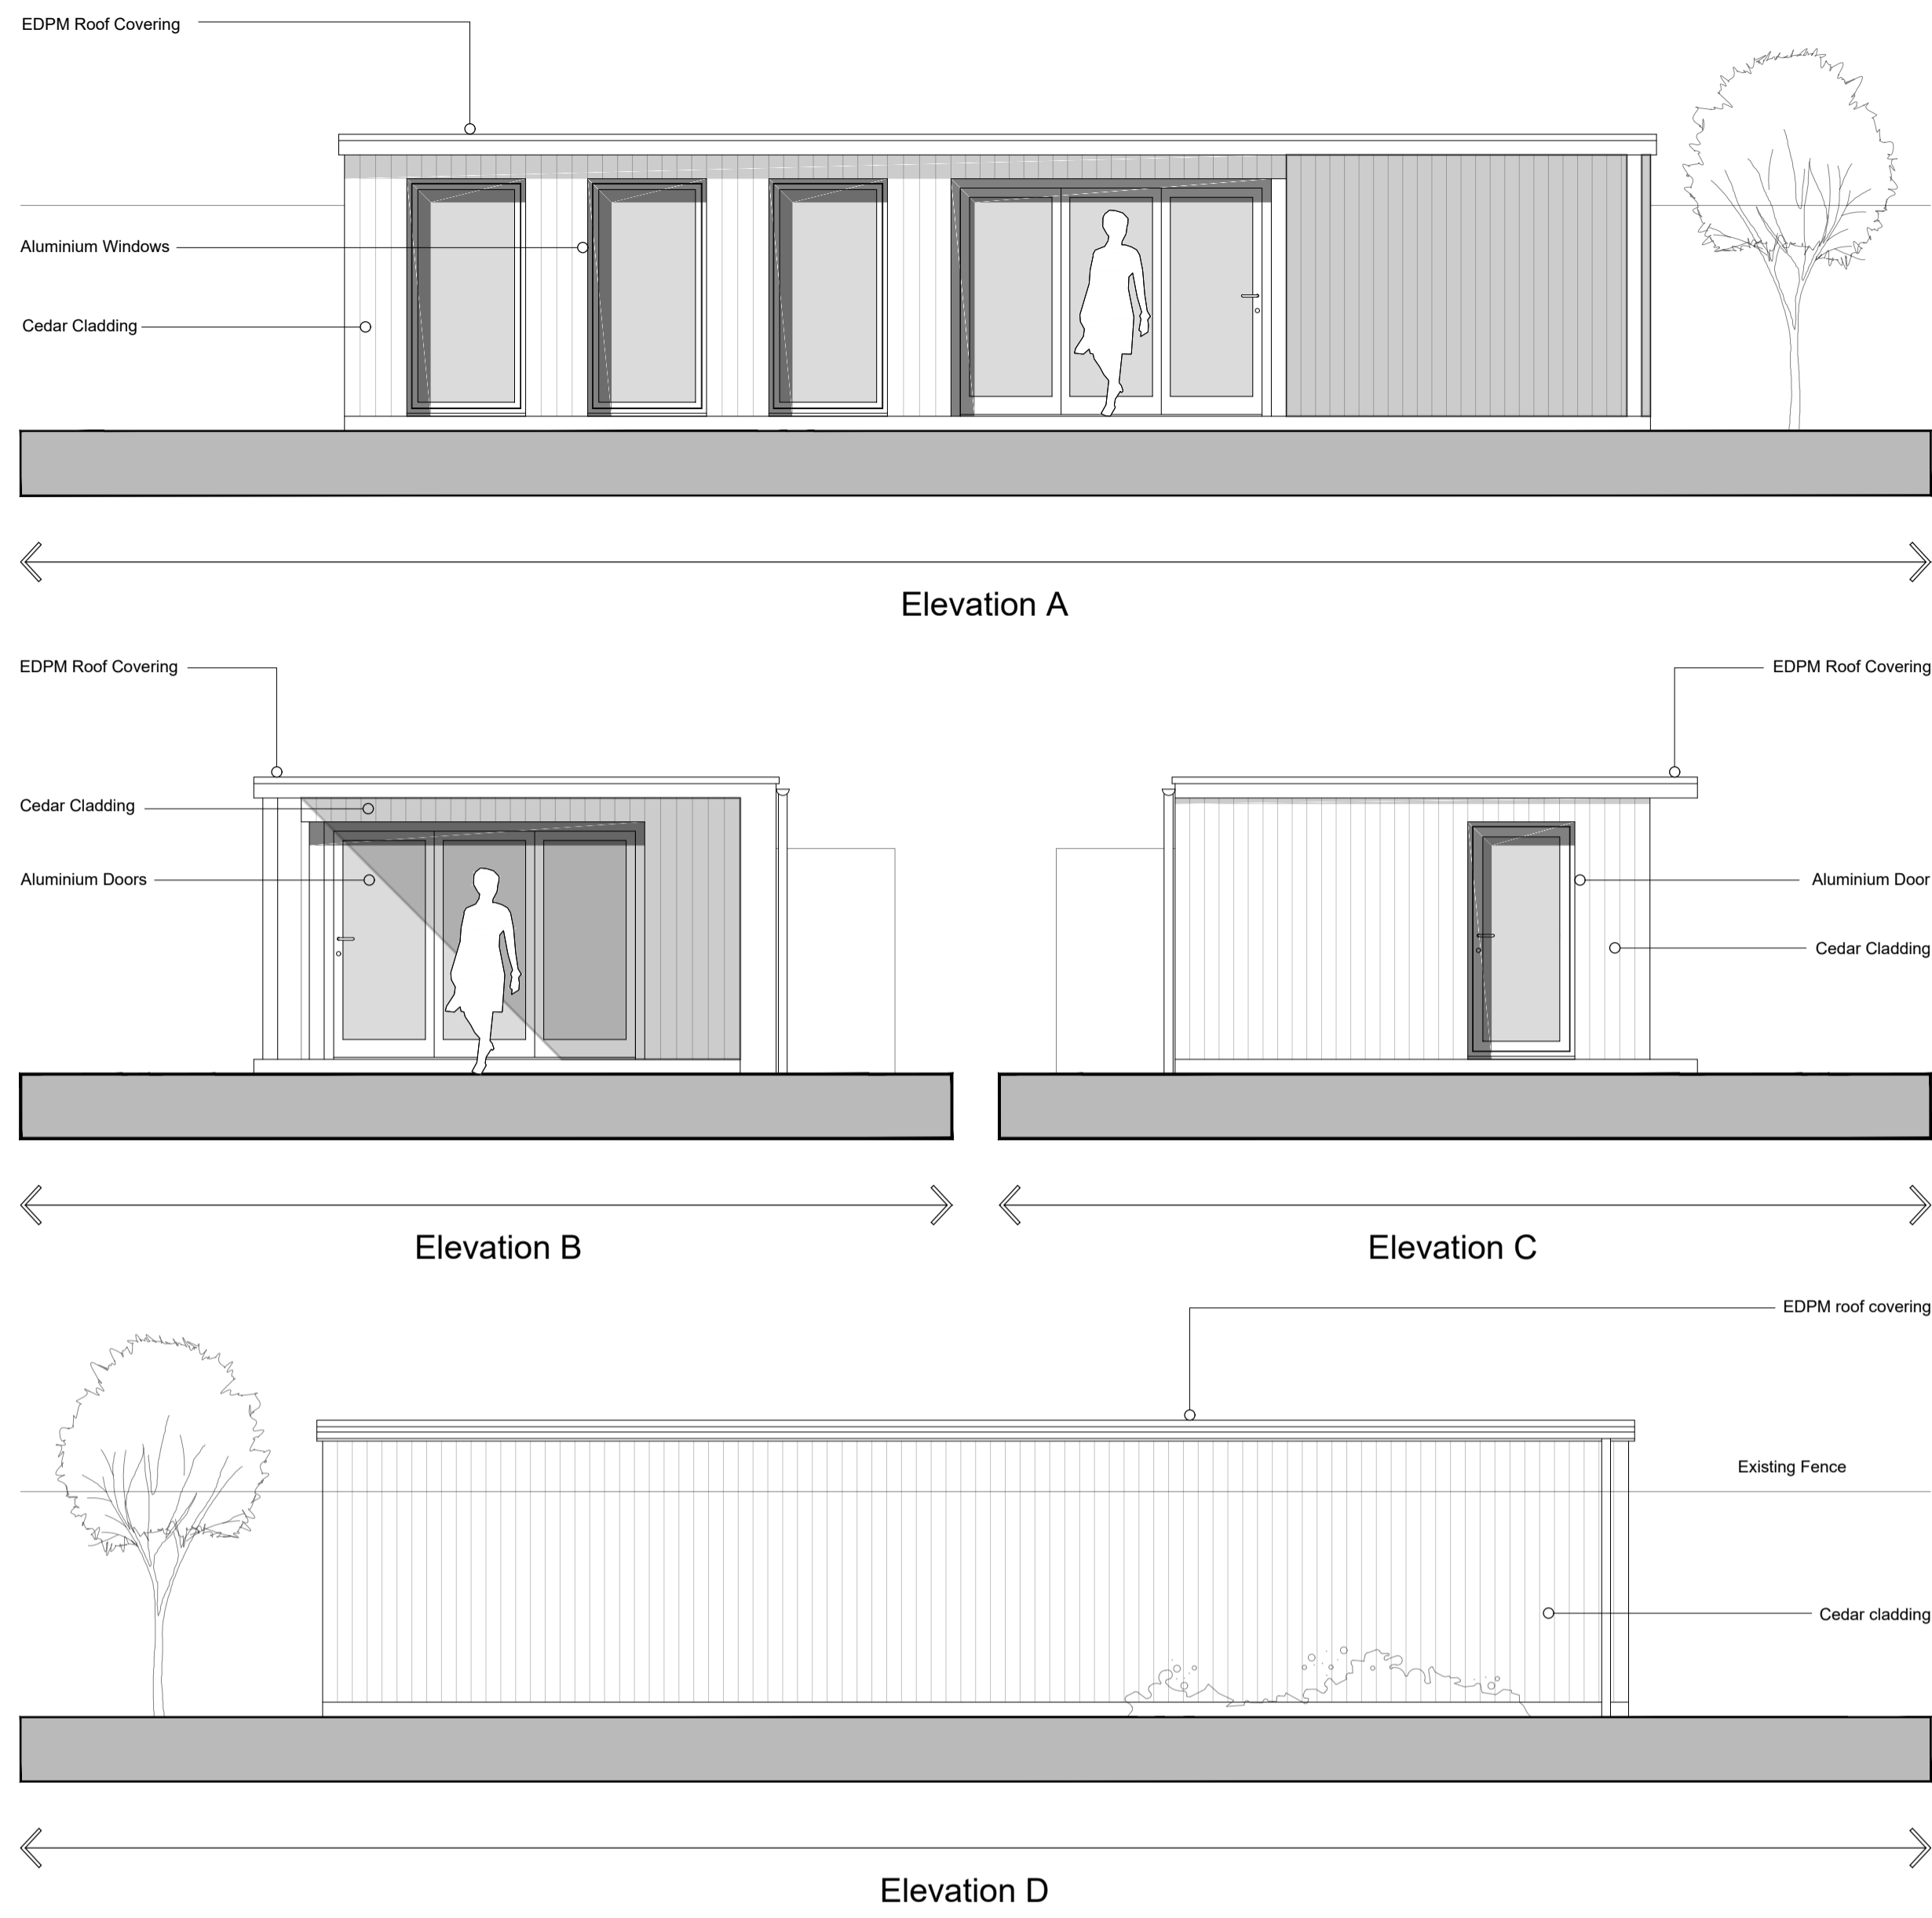 EDPM Roof Covering
Aluminium Windows
Cedar Cladding
Elevation A
EDPM Roof Covering
Cedar Cladding
Aluminium Doors
Elevation B
EDPM Roof Covering
Aluminium Door
Cedar Cladding
Elevation C
EDPM roof covering
Existing Fence
Cedar cladding
Elevation D